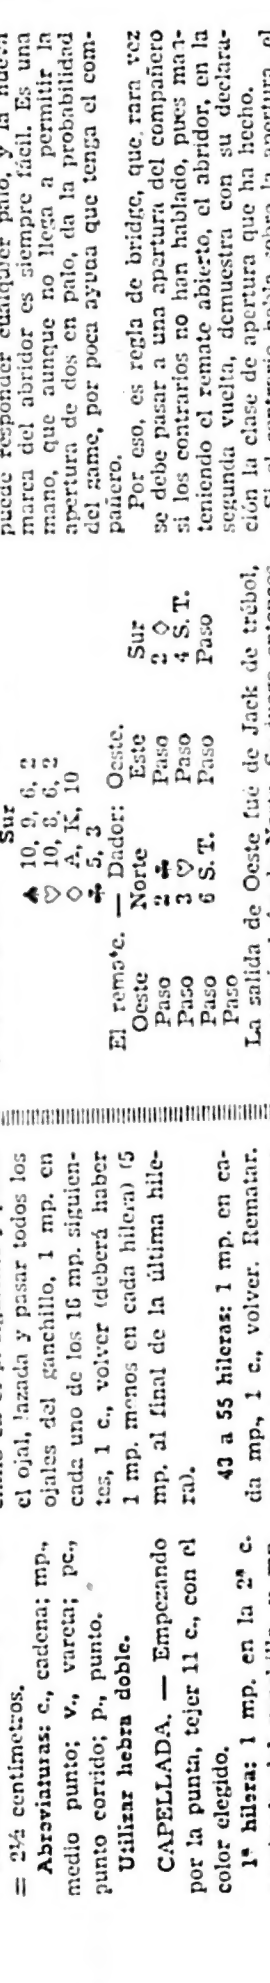 = 2½ centímetros.
Abreviaturas: c., cadena; mp.,
medio punto; v., vareta; pc.,
punto corrido; p., punto.
Utilizar hebra doble.
CAPELLADA. — Empezando
por la punta, tejer 11 c., con el
color elegido.
1ª hilera: 1 mp. en la 2ª c.
el ojal, lazada y pasar todos los
ojales del ganchillo, 1 mp. en
cada uno de los 16 mp. siguien-
tes, 1 c., volver (deberá haber
1 mp. menos en cada hilera) (5
mp. al final de la última hile-
ra).
43 a 55 hileras: 1 mp. en ca-
da mp., 1 c., volver. Rematar.
Sur
♠ 10, 9, 6, 2
♡ 10, 8, 6, 2
◇ A, K, 10
♣ 5, 3
El remate. — Dador: Oeste.
Oeste Norte Este Sur
Paso 2 ♣ Paso 2 ◇
Paso 3 ♡ Paso 4 S. T.
Paso 6 S. T. Paso Paso
Paso
La salida de Oeste fué de Jack de trébol,
puede responder cualquier palo, y la nueva
marca del abridor es siempre fácil. Es una
mano, que aunque no llega a permitir la
apertura de dos en palo, da la probabilidad
del game, por poca ayuda que tenga el com-
pañero.
Por eso, es regla de bridge, que, rara vez
se debe pasar a una apertura del compañero
si los contrarios no han hablado, pues man-
teniendo el remate abierto, el abridor, en la
segunda vuelta, demuestra con su declara-
ción la clase de apertura que ha hecho.